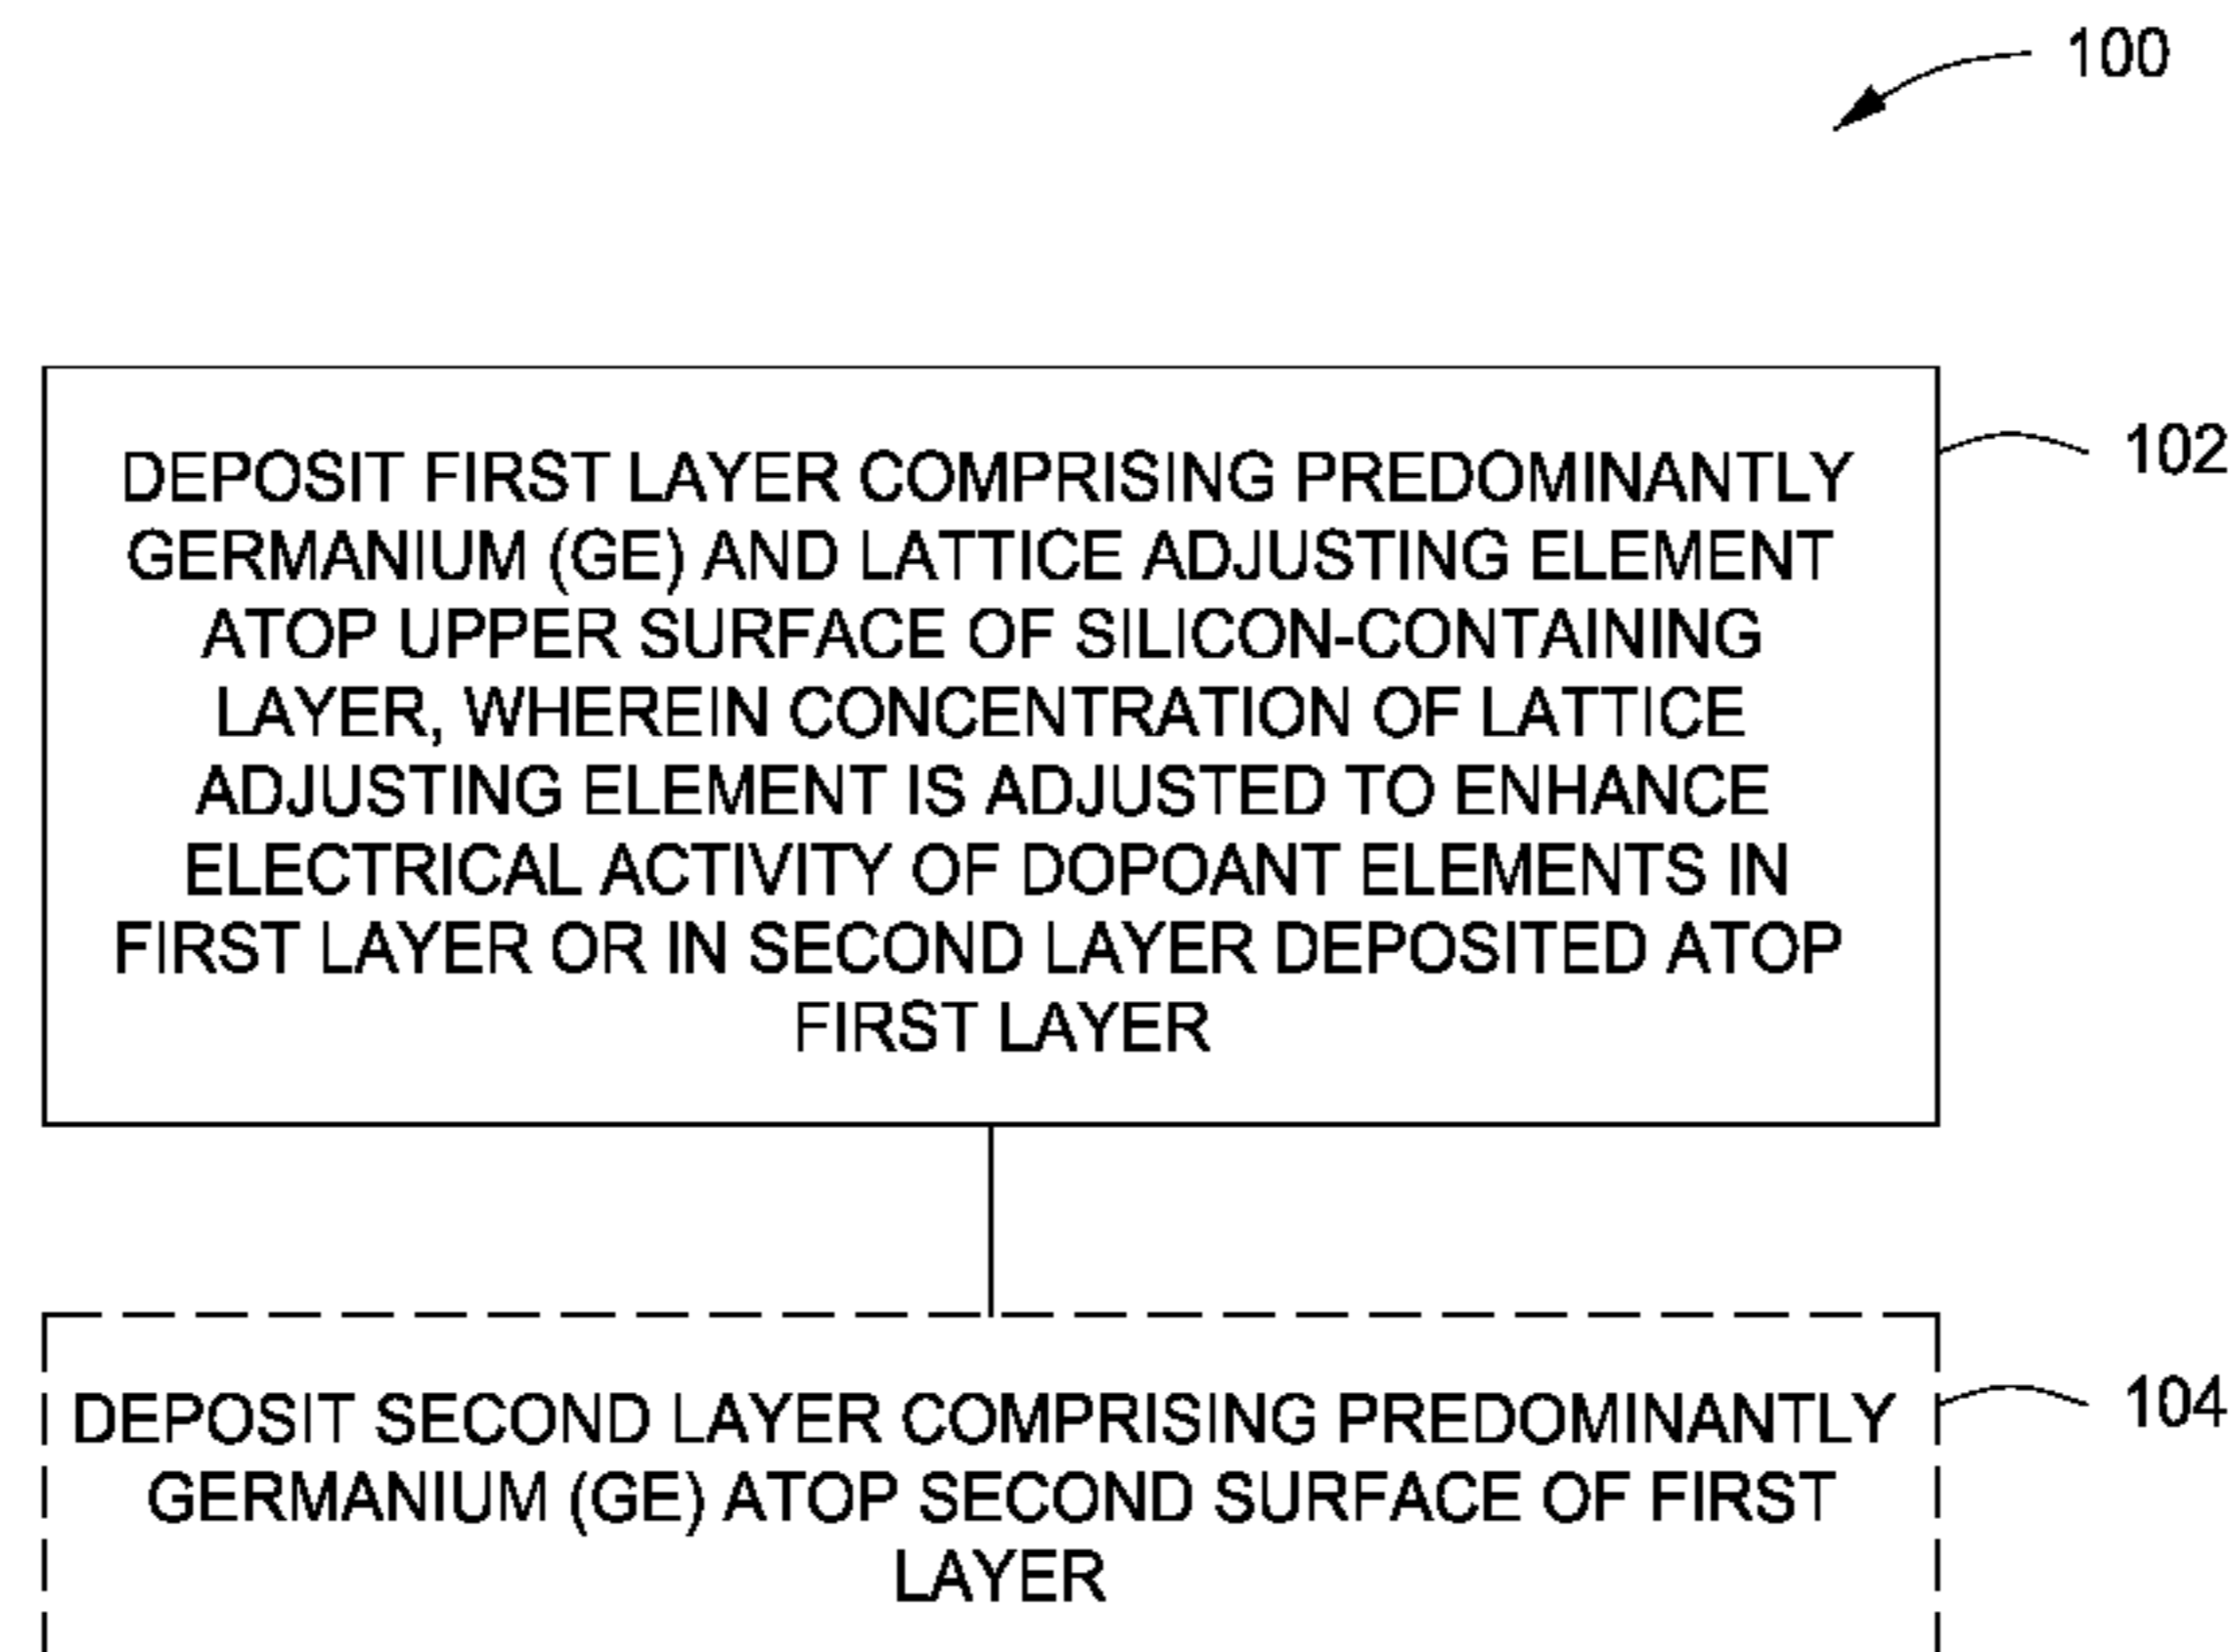 100
DEPOSIT FIRST LAYER COMPRISING PREDOMINANTLY
GERMANIUM (GE) AND LATTICE ADJUSTING ELEMENT
ATOP UPPER SURFACE OF SILICON-CONTAINING
LAYER, WHEREIN CONCENTRATION OF LATTICE
ADJUSTING ELEMENT IS ADJUSTED TO ENHANCE
ELECTRICAL ACTIVITY OF DOPOANT ELEMENTS IN
FIRST LAYER OR IN SECOND LAYER DEPOSITED ATOP
FIRST LAYER
102
DEPOSIT SECOND LAYER COMPRISING PREDOMINANTLY
GERMANIUM (GE) ATOP SECOND SURFACE OF FIRST
LAYER
104